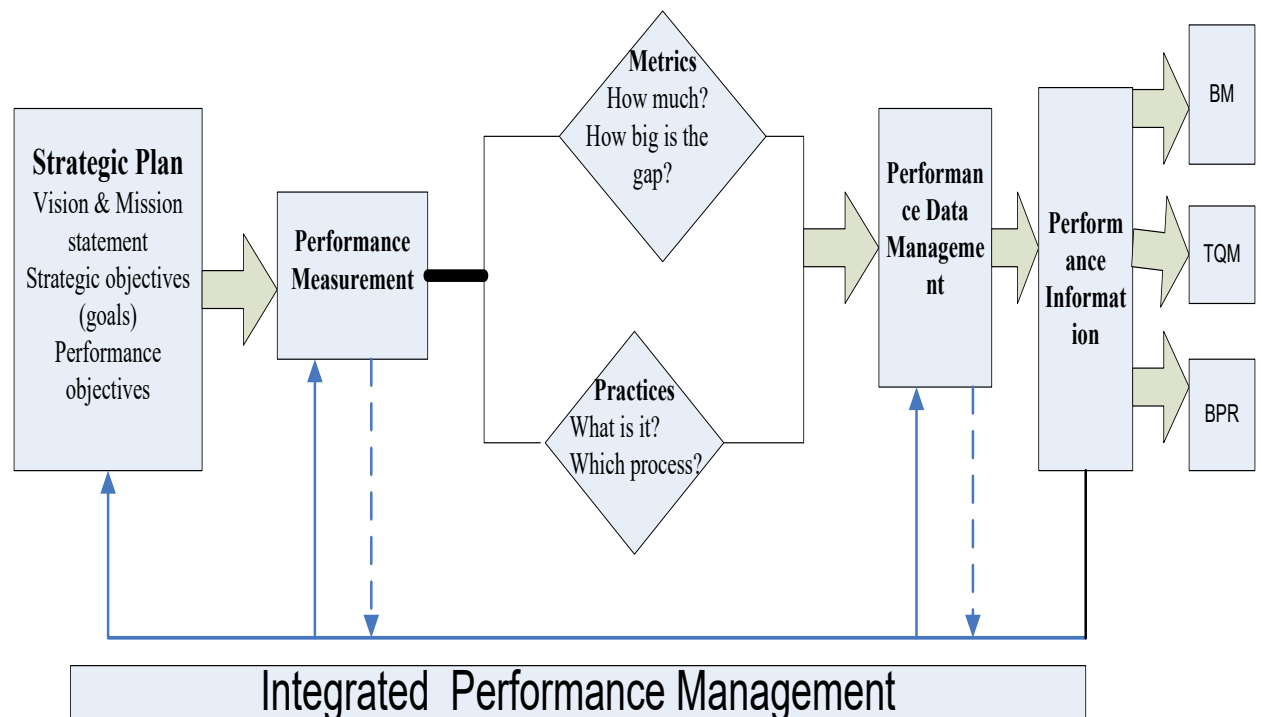 Strategic Plan
Vision & Mission
statement
Strategic objectives
(goals)
Performance
objectives
Performance
Measurement
Metrics
How much?
How big is the
gap?
Practices
What is it?
Which process?
Performan
ce Data
Manageme
nt
Perform
ance
Informat
ion
BM
TQM
BPR
Integrated Performance Management